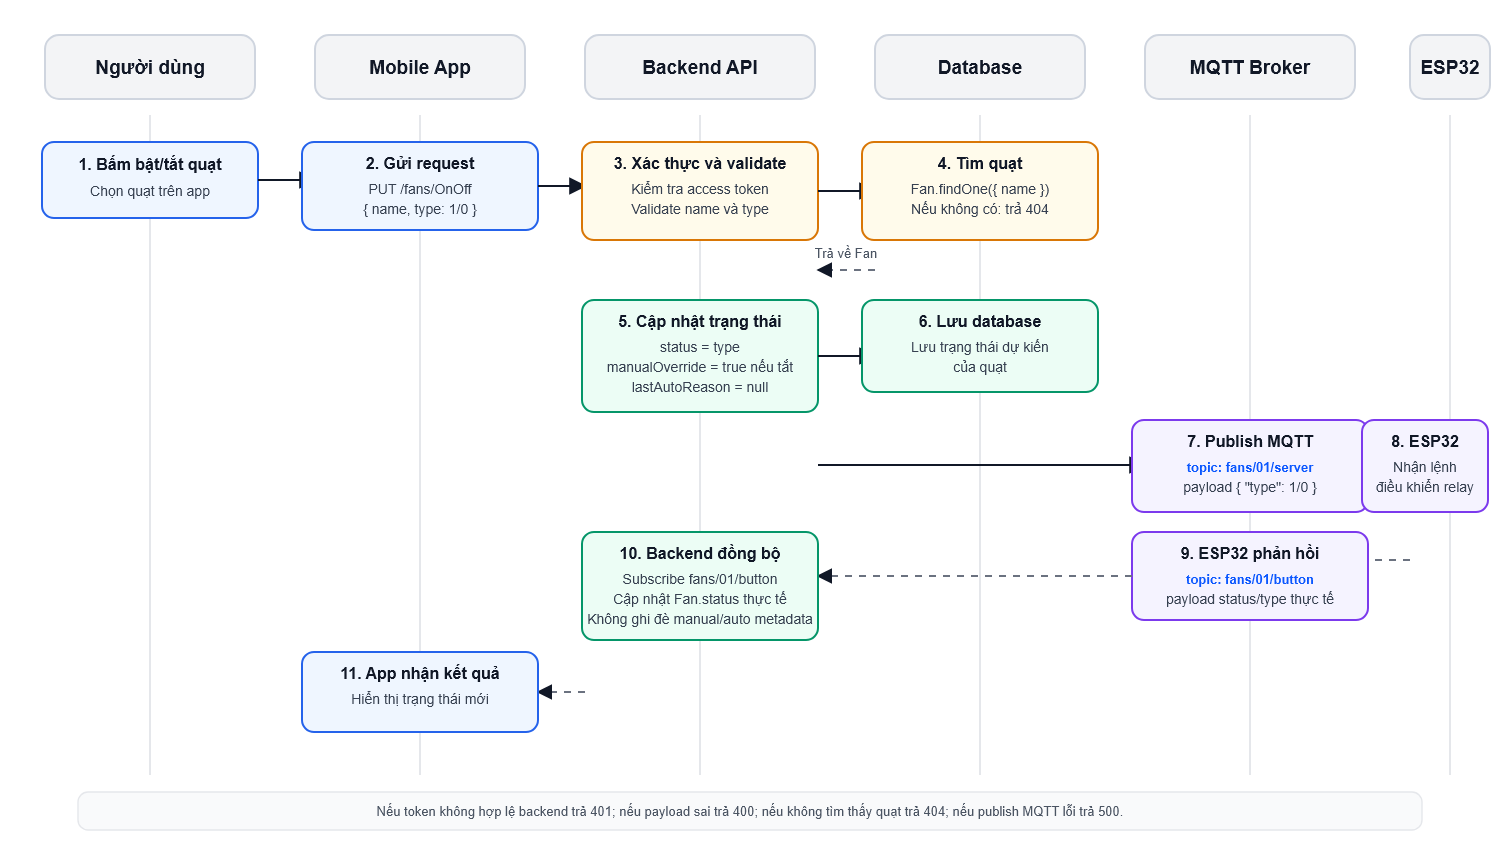 Người dùng
Mobile App
Backend API
Database
MQTT Broker
ESP32
1. Bấm bật/tắt quạt
Chọn quạt trên app
2. Gửi request
PUT /fans/OnOff
{ name, type: 1/0 }
3. Xác thực và validate
Kiểm tra access token
Validate name và type
4. Tìm quạt
Fan.findOne({ name })
Nếu không có: trả 404
Trả về Fan
5. Cập nhật trạng thái
status = type
manualOverride = true nếu tắt
lastAutoReason = null
6. Lưu database
Lưu trạng thái dự kiến
của quạt
7. Publish MQTT
topic: fans/01/server
payload { "type": 1/0 }
8. ESP32
Nhận lệnh
điều khiển relay
10. Backend đồng bộ
Subscribe fans/01/button
Cập nhật Fan.status thực tế
Không ghi đè manual/auto metadata
9. ESP32 phản hồi
topic: fans/01/button
payload status/type thực tế
11. App nhận kết quả
Hiển thị trạng thái mới
Nếu token không hợp lệ backend trả 401; nếu payload sai trả 400; nếu không tìm thấy quạt trả 404; nếu publish MQTT lỗi trả 500.